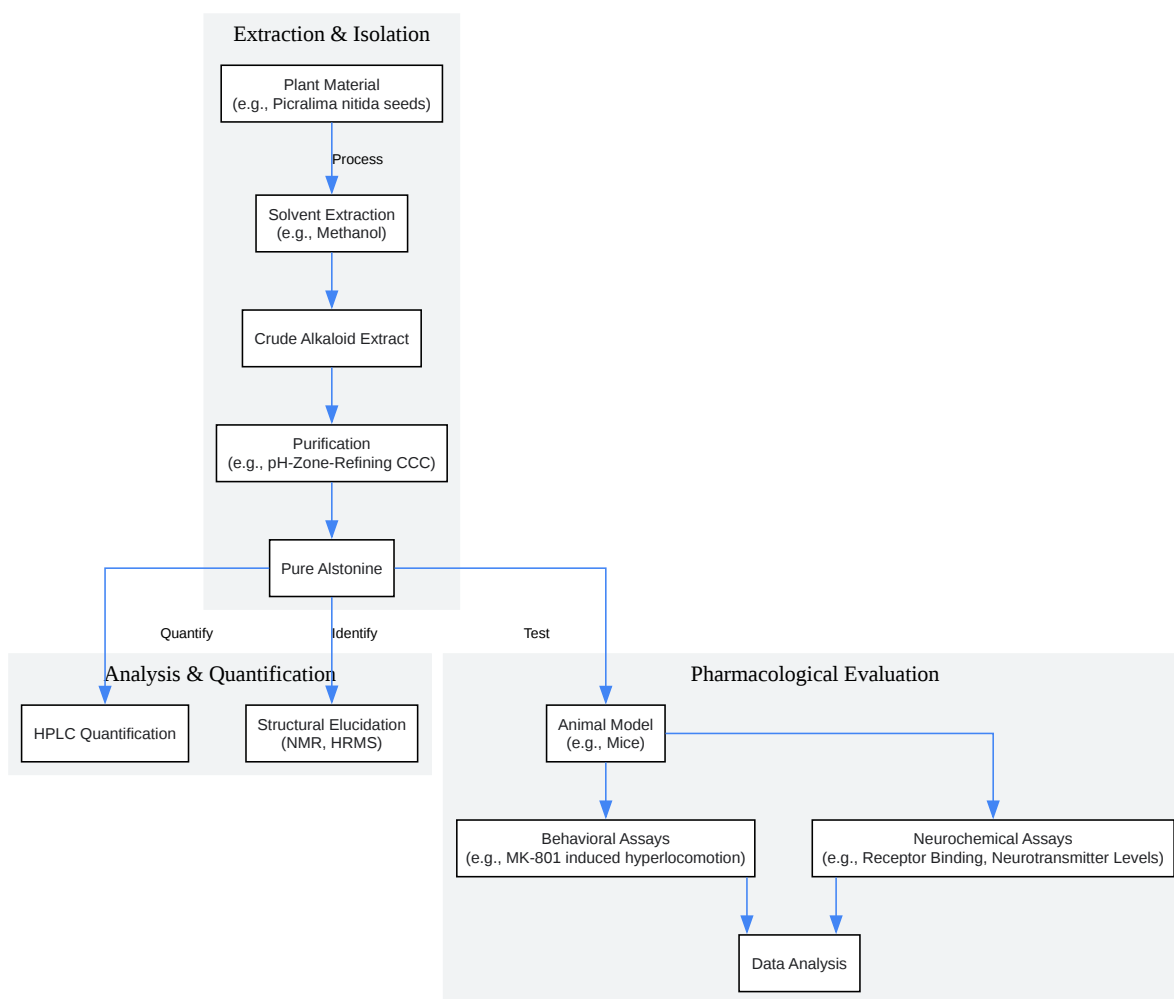 Extraction & Isolation
Plant Material
(e.g., Picralima nitida seeds)
Process
Solvent Extraction
(e.g., Methanol)
Crude Alkaloid Extract
Purification
(e.g., pH-Zone-Refining CCC)
Pure Alstonine
Quantify
Identify
Test
Analysis & Quantification
HPLC Quantification
Structural Elucidation
(NMR, HRMS)
Pharmacological Evaluation
Animal Model
(e.g., Mice)
Behavioral Assays
(e.g., MK-801 induced hyperlocomotion)
Neurochemical Assays
(e.g., Receptor Binding, Neurotransmitter Levels)
Data Analysis